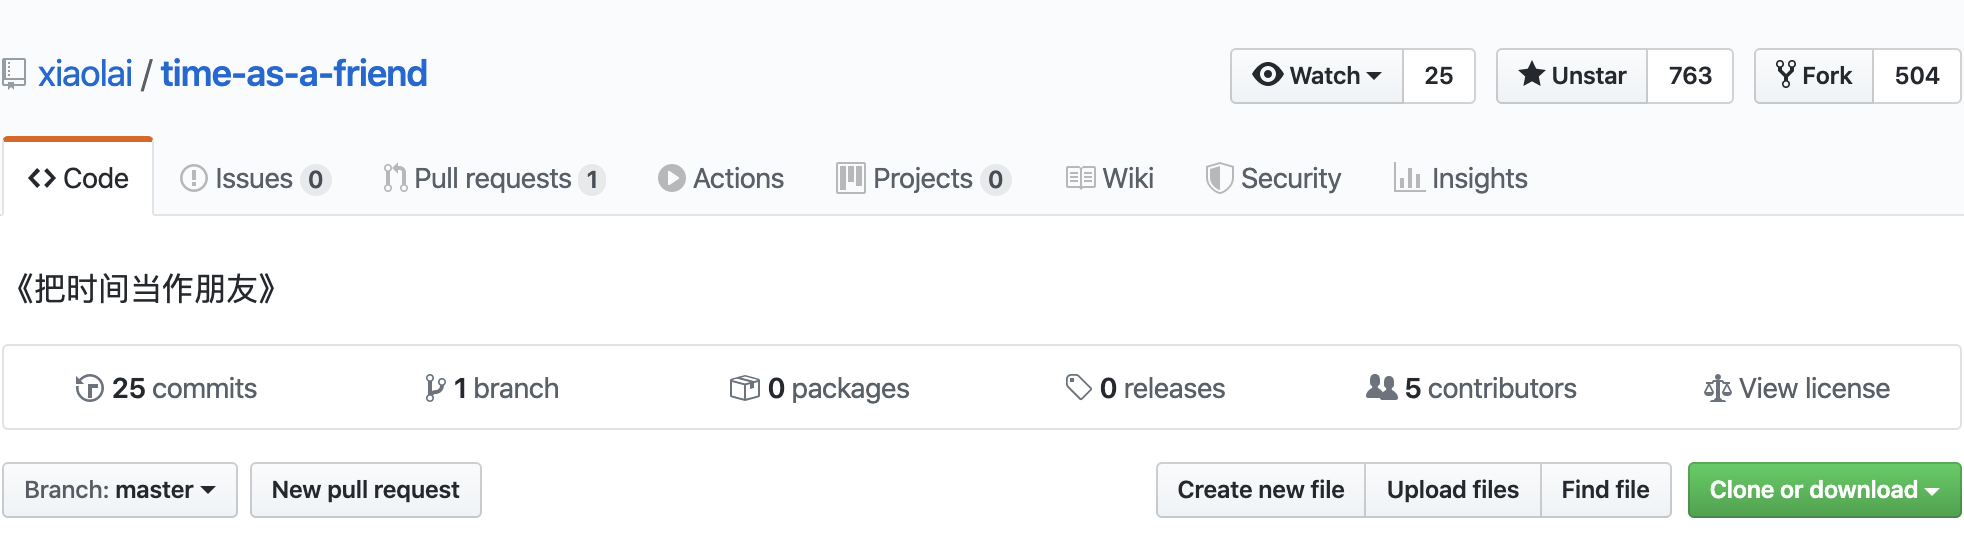 xiaolai / time-as-a-friend Watch 25 Unstar 763 Fork 504
Code Issues 0 Pull requests 1 Actions Projects 0 Wiki Security Insights
《把时间当作朋友》
25 commits 1 branch 0 packages 0 releases 5 contributors View license
Branch: master New pull request Create new file Upload files Find file Clone or download